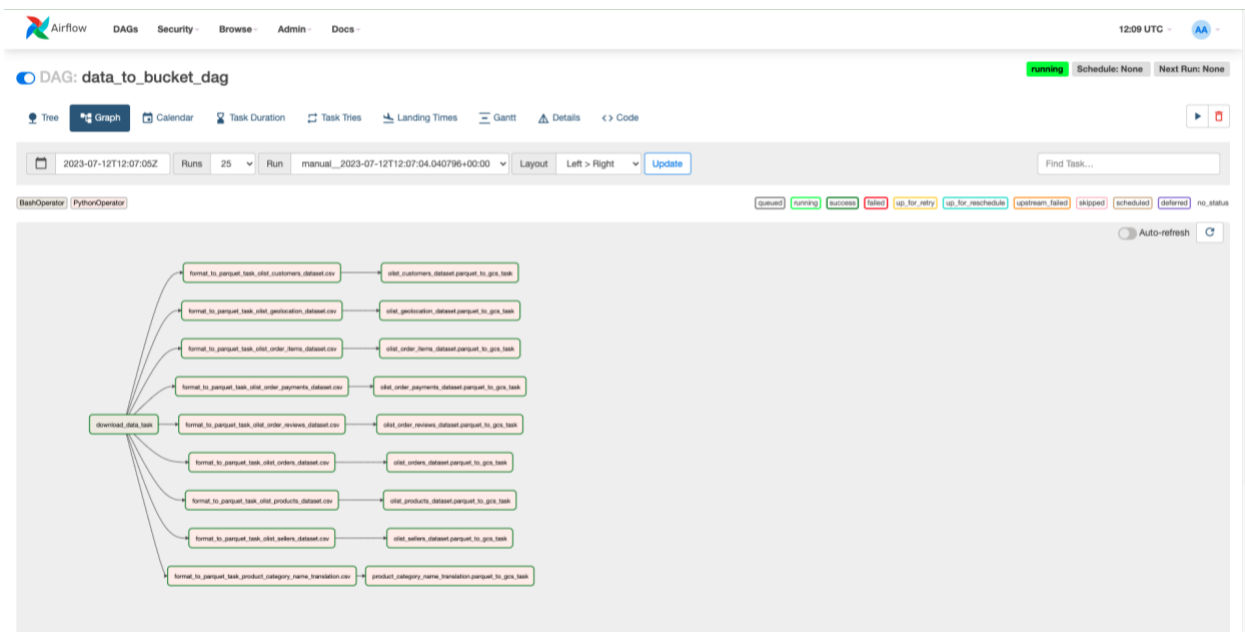 Airflow DAGs Security Browse Admin Docs 12:09 UTC AA
DAG: data_to_bucket_dag running Schedule: None Next Run: None
Tree Graph Calendar Task Duration Task Tries Landing Times Gantt Details <> Code
2023-07-12T12:07:05Z Runs 25 Run manual__2023-07-12T12:07:04.040796+00:00 Layout Left > Right Update Find Task...
BashOperator PythonOperator queued running success failed up_for_retry up_for_reschedule upstream_failed skipped scheduled deferred no_status
Auto-refresh
format_to_parquet_task_olist_customers_dataset.csv olist_customers_dataset.parquet_to_gcs_task
format_to_parquet_task_olist_geolocation_dataset.csv olist_geolocation_dataset.parquet_to_gcs_task
format_to_parquet_task_olist_order_items_dataset.csv olist_order_items_dataset.parquet_to_gcs_task
format_to_parquet_task_olist_order_payments_dataset.csv olist_order_payments_dataset.parquet_to_gcs_task
download_data_task format_to_parquet_task_olist_order_reviews_dataset.csv olist_order_reviews_dataset.parquet_to_gcs_task
format_to_parquet_task_olist_orders_dataset.csv olist_orders_dataset.parquet_to_gcs_task
format_to_parquet_task_olist_products_dataset.csv olist_products_dataset.parquet_to_gcs_task
format_to_parquet_task_olist_sellers_dataset.csv olist_sellers_dataset.parquet_to_gcs_task
format_to_parquet_task_product_category_name_translation.csv product_category_name_translation.parquet_to_gcs_task